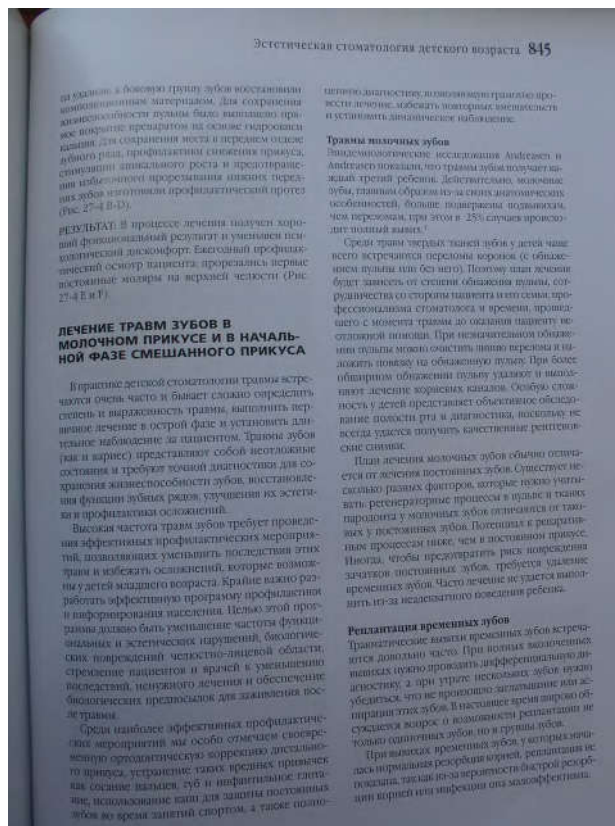 Эстетическая стоматология детского возраста 845
ти удалили, а боковую группу зубов восстановили
композиционным материалом. Для сохранения
жизнеспособности пульпы было выполнено пря-
мое покрытие препаратом на основе гидроокиси
кальция. Для сохранения места в переднем отделе
зубного ряда, профилактики снижения прикуса,
стимуляции апикального роста и предотвраще-
ния избыточного прорезывания нижних перед-
них зубов изготовили профилактический протез
(Рис. 27-4 B-D).
РЕЗУЛЬТАТ: В процессе лечения получен хоро-
ший функциональный результат и уменьшен пси-
хологический дискомфорт. Ежегодный профилак-
тический осмотр пациента: прорезались первые
постоянные моляры на верхней челюсти (Рис.
27-4 E и F).
ЛЕЧЕНИЕ ТРАВМ ЗУБОВ В
МОЛОЧНОМ ПРИКУСЕ И В НАЧАЛЬ-
НОЙ ФАЗЕ СМЕШАННОГО ПРИКУСА
В практике детской стоматологии травмы встре-
чаются очень часто и бывает сложно определить
степень и выраженность травмы, выполнить пер-
вичное лечение в острой фазе и установить дли-
тельное наблюдение за пациентом. Травмы зубов
(как и кариес) представляют собой неотложные
состояния и требуют точной диагностики для со-
хранения жизнеспособности зубов, восстановле-
ния функции зубных рядов, улучшения их эстети-
ки и профилактики осложнений.
Высокая частота травм зубов требует проведе-
ния эффективных профилактических мероприя-
тий, позволяющих уменьшить последствия этих
травм и избежать осложнений, которые возмож-
ны у детей младшего возраста. Крайне важно раз-
работать эффективную программу профилактики
и информирования населения. Целью этой прог-
раммы должно быть уменьшение частоты функци-
ональных и эстетических нарушений, биологиче-
ских повреждений челюстно-лицевой области,
стремление пациентов и врачей к уменьшению
последствий, ненужного лечения и обеспечение
биологических предпосылок для заживления пос-
ле травмы.
Среди наиболее эффективных профилактиче-
ских мероприятий мы особо отмечаем своевре-
менную ортодонтическую коррекцию дистально-
го прикуса, устранение таких вредных привычек
как сосание пальцев, губ и инфантильное глота-
ние, использование капп для защиты постоянных
зубов во время занятий спортом, а также полно-
ценную диагностику, позволяющую грамотно про-
вести лечение, избежать повторных вмешательств
и установить динамическое наблюдение.
Травмы молочных зубов
Эпидемиологические исследования Andreasen и
Andreasen показали, что травмы зубов получает ка-
ждый третий ребенок. Действительно, молочные
зубы, главным образом из-за своих анатомических
особенностей, больше подвержены подвывихам,
чем переломам, при этом в 25% случаев происхо-
дит полный вывих.¹
Среди травм твердых тканей зубов у детей чаще
всего встречаются переломы коронок (с обнаже-
нием пульпы или без него). Поэтому план лечения
будет зависеть от степени обнажения пульпы, сот-
рудничества со стороны пациента и его семьи, про-
фессионализма стоматолога и времени, прошед-
шего с момента травмы до оказания пациенту не-
отложной помощи. При незначительном обнаже-
нии пульпы можно очистить линию перелома и на-
ложить повязку на обнаженную пульпу. При более
обширном обнажении пульпу удаляют и выпол-
няют лечение корневых каналов. Особую слож-
ность у детей представляет объективное обследо-
вание полости рта и диагностика, поскольку не
всегда удается получить качественные рентгенов-
ские снимки.
План лечения молочных зубов обычно отлича-
ется от лечения постоянных зубов. Существует не-
сколько разных факторов, которые нужно учиты-
вать: регенераторные процессы в пульпе и тканях
пародонта у молочных зубов отличаются от тако-
вых у постоянных зубов. Потенциал к репаратив-
ным процессам ниже, чем в постоянном прикусе.
Иногда, чтобы предотвратить риск повреждения
зачатков постоянных зубов, требуется удаление
временных зубов. Часто лечение не удается выпол-
нить из-за неадекватного поведения ребенка.
Реплантация временных зубов
Травматические вывихи временных зубов встреча-
ются довольно часто. При полных вколоченных
вывихах нужно проводить дифференциальную ди-
агностику, а при утрате нескольких зубов нужно
убедиться, что не произошло заглатывание или ас-
пирация этих зубов. В настоящее время широко об-
суждается вопрос о возможности реплантации не
только одиночных зубов, но и группы зубов.
При вывихах временных зубов, у которых нача-
лась нормальная резорбция корней, реплантация не
показана, так как из-за вероятности быстрой резорб-
ции корней или инфекции она малоэффективна.